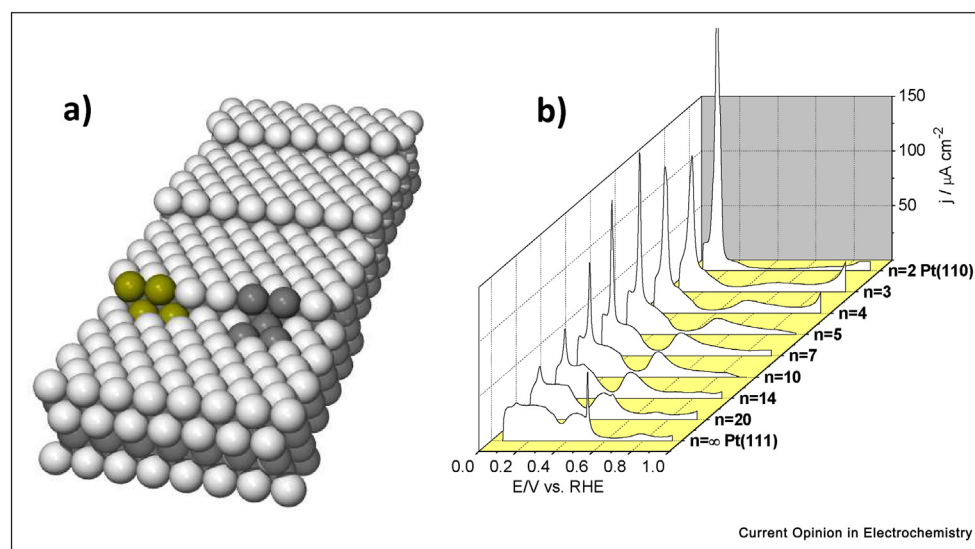 a)
b)
150
100
50
j / µA cm-2
n=2 Pt(110)
n=3
n=4
n=5
n=7
n=10
n=14
n=20
n=∞ Pt(111)
0.0 0.2 0.4 0.6 0.8 1.0
E/V vs. RHE
Current Opinion in Electrochemistry